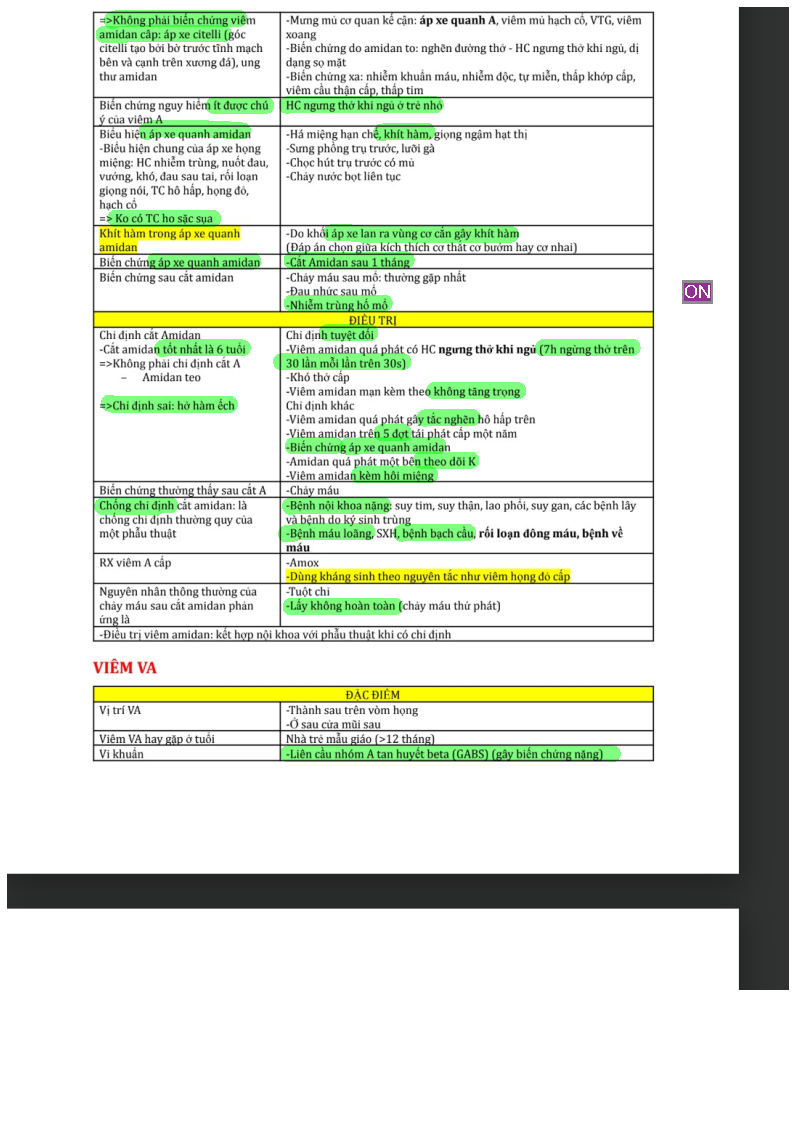 =>Không phải biến chứng viêm
amidan cấp: áp xe citelli (góc
citelli tạo bởi bờ trước tĩnh mạch
bên và cạnh trên xương đá), ung
thư amidan
-Mưng mủ cơ quan kế cận: áp xe quanh A, viêm mủ hạch cổ, VTG, viêm
xoang
-Biến chứng do amidan to: nghẽn đường thở - HC ngưng thở khi ngủ, dị
dạng sọ mặt
-Biến chứng xa: nhiễm khuẩn máu, nhiễm độc, tự miễn, thấp khớp cấp,
viêm cầu thận cấp, thấp tim
Biến chứng nguy hiểm ít được chú
ý của viêm A
HC ngưng thở khi ngủ ở trẻ nhỏ
Biểu hiện áp xe quanh amidan
-Biểu hiện chung của áp xe họng
miệng: HC nhiễm trùng, nuốt đau,
vướng, khó, đau sau tai, rối loạn
giọng nói, TC hô hấp, họng đỏ,
hạch cổ
=> Ko có TC ho sặc sụa
-Há miệng hạn chế, khít hàm, giọng ngậm hạt thị
-Sưng phồng trụ trước, lưỡi gà
-Chọc hút trụ trước có mủ
-Chảy nước bọt liên tục
Khít hàm trong áp xe quanh
amidan
-Do khối áp xe lan ra vùng cơ cắn gây khít hàm
(Đáp án chọn giữa kích thích cơ thắt cơ bướm hay cơ nhai)
Biến chứng áp xe quanh amidan
-Cắt Amidan sau 1 tháng
Biến chứng sau cắt amidan
-Chảy máu sau mổ: thường gặp nhất
-Đau nhức sau mổ
-Nhiễm trùng hố mổ
ĐIỀU TRỊ
Chỉ định cắt Amidan
-Cắt amidan tốt nhất là 6 tuổi
=>Không phải chỉ định cắt A
– Amidan teo
=>Chỉ định sai: hở hàm ếch
Chỉ định tuyệt đối
-Viêm amidan quá phát có HC ngưng thở khi ngủ (7h ngừng thở trên
30 lần mỗi lần trên 30s)
-Khó thở cấp
-Viêm amidan mạn kèm theo không tăng trọng
Chỉ định khác
-Viêm amidan quá phát gây tắc nghẽn hô hấp trên
-Viêm amidan trên 5 đợt tái phát cấp một năm
-Biến chứng áp xe quanh amidan
-Amidan quá phát một bên theo dõi K
-Viêm amidan kèm hôi miệng
Biến chứng thường thấy sau cắt A
-Chảy máu
Chống chỉ định cắt amidan: là
chống chỉ định thường quy của
một phẫu thuật
-Bệnh nội khoa nặng: suy tim, suy thận, lao phổi, suy gan, các bệnh lây
và bệnh do ký sinh trùng
-Bệnh máu loãng, SXH, bệnh bạch cầu, rối loạn đông máu, bệnh về
máu
RX viêm A cấp
-Amox
-Dùng kháng sinh theo nguyên tắc như viêm họng đỏ cấp
Nguyên nhân thông thường của
chảy máu sau cắt amidan phản
ứng là
-Tuột chỉ
-Lấy không hoàn toàn (chảy máu thứ phát)
-Điều trị viêm amidan: kết hợp nội khoa với phẫu thuật khi có chỉ định
VIÊM VA
ĐẶC ĐIỂM
Vị trí VA
-Thành sau trên vòm họng
-Ở sau cửa mũi sau
Viêm VA hay gặp ở tuổi
Nhà trẻ mẫu giáo (>12 tháng)
Vi khuẩn
-Liên cầu nhóm A tan huyết beta (GABS) (gây biến chứng nặng)
ON